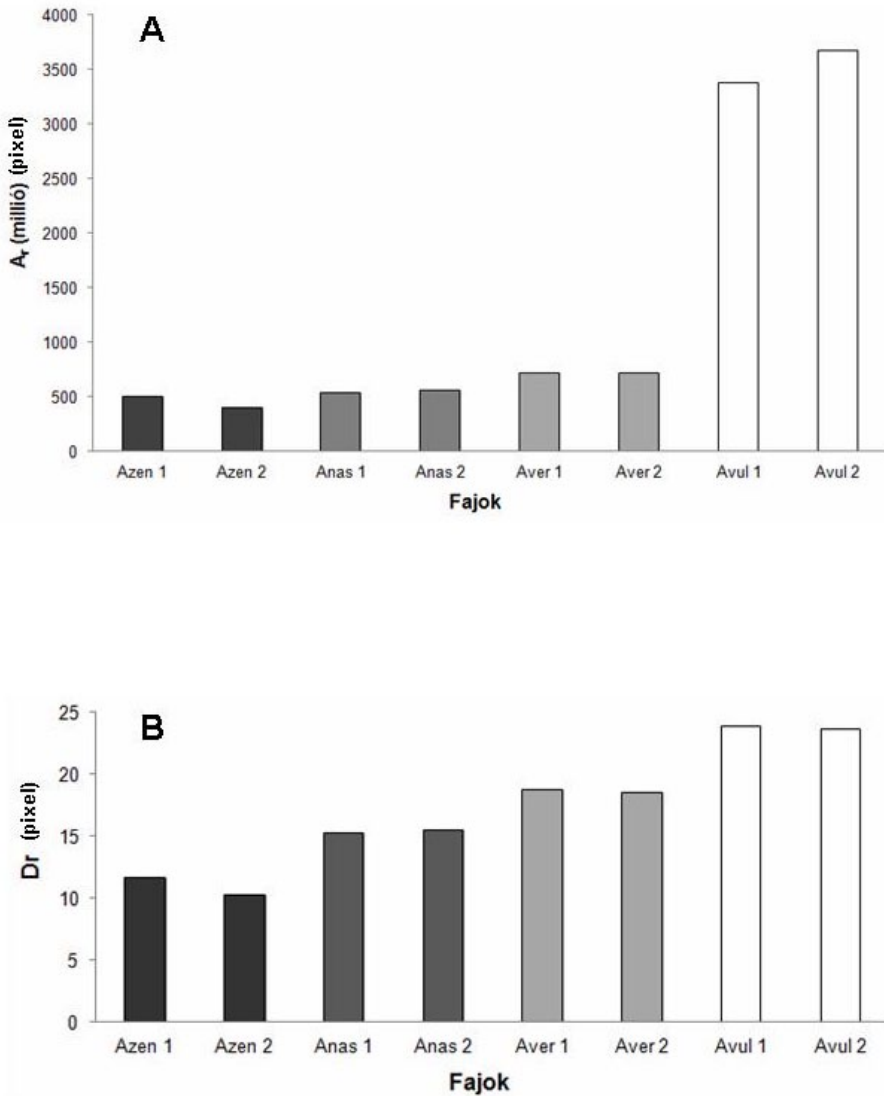 A
4000
3500
3000
2500
2000
1500
1000
500
0
Ar (millió) (pixel)
Azen 1 Azen 2 Anas 1 Anas 2 Aver 1 Aver 2 Avul 1 Avul 2
Fajok
B
25
20
15
10
5
0
Dr (pixel)
Azen 1 Azen 2 Anas 1 Anas 2 Aver 1 Aver 2 Avul 1 Avul 2
Fajok